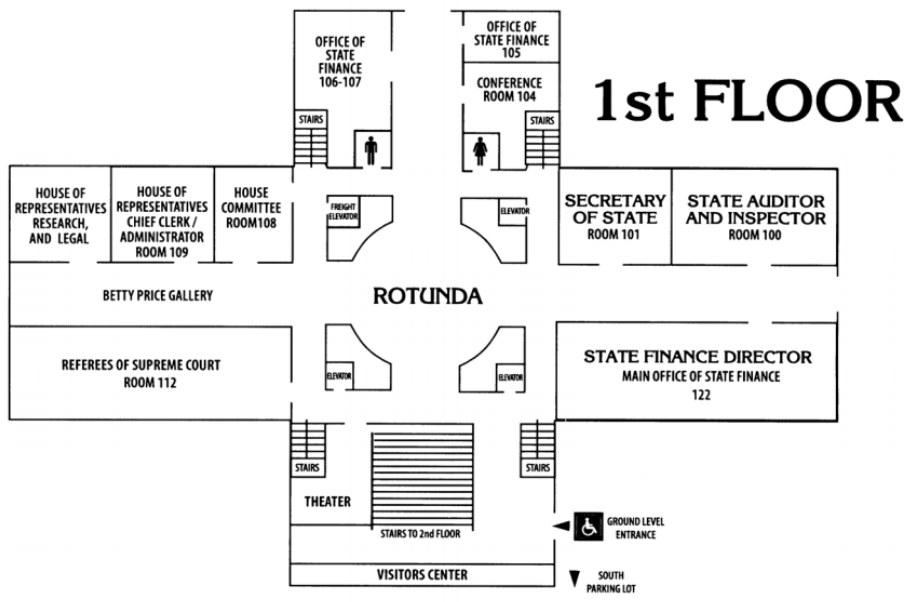 1st FLOOR
OFFICE OF
STATE
FINANCE
106-107
OFFICE OF
STATE FINANCE
105
CONFERENCE
ROOM 104
STAIRS
STAIRS
HOUSE OF
REPRESENTATIVES
RESEARCH,
AND LEGAL
HOUSE OF
REPRESENTATIVES
CHIEF CLERK /
ADMINISTRATOR
ROOM 109
HOUSE
COMMITTEE
ROOM108
FREIGHT
ELEVATOR
ELEVATOR
SECRETARY
OF STATE
ROOM 101
STATE AUDITOR
AND INSPECTOR
ROOM 100
BETTY PRICE GALLERY
ROTUNDA
REFEREES OF SUPREME COURT
ROOM 112
ELEVATOR
ELEVATOR
STATE FINANCE DIRECTOR
MAIN OFFICE OF STATE FINANCE
122
STAIRS
STAIRS
THEATER
STAIRS TO 2nd FLOOR
GROUND LEVEL
ENTRANCE
VISITORS CENTER
SOUTH
PARKING LOT